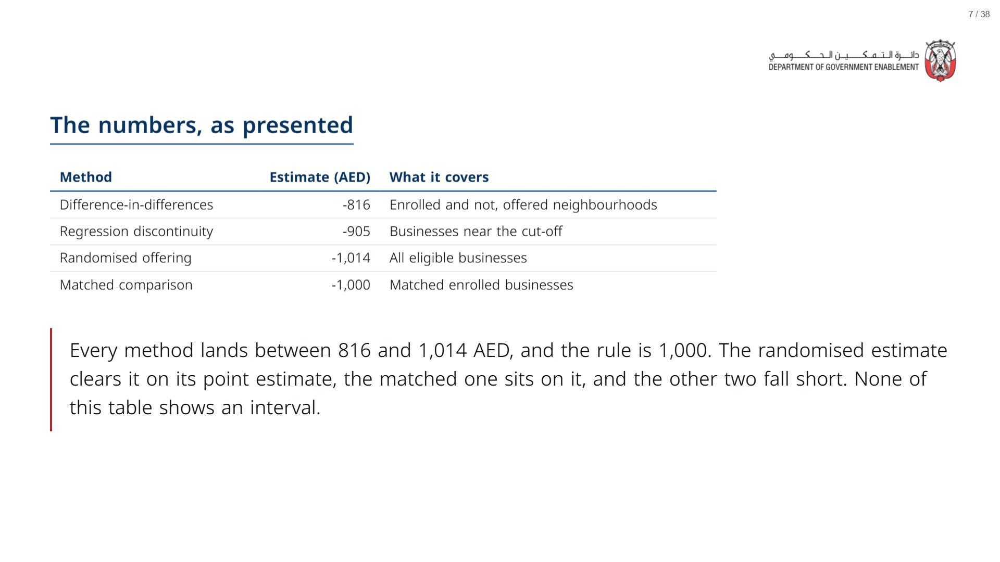 7 / 38
دائرة التمكين الحكومي
DEPARTMENT OF GOVERNMENT ENABLEMENT
The numbers, as presented
Method Estimate (AED) What it covers
Difference-in-differences -816 Enrolled and not, offered neighbourhoods
Regression discontinuity -905 Businesses near the cut-off
Randomised offering -1,014 All eligible businesses
Matched comparison -1,000 Matched enrolled businesses
Every method lands between 816 and 1,014 AED, and the rule is 1,000. The randomised estimate
clears it on its point estimate, the matched one sits on it, and the other two fall short. None of
this table shows an interval.